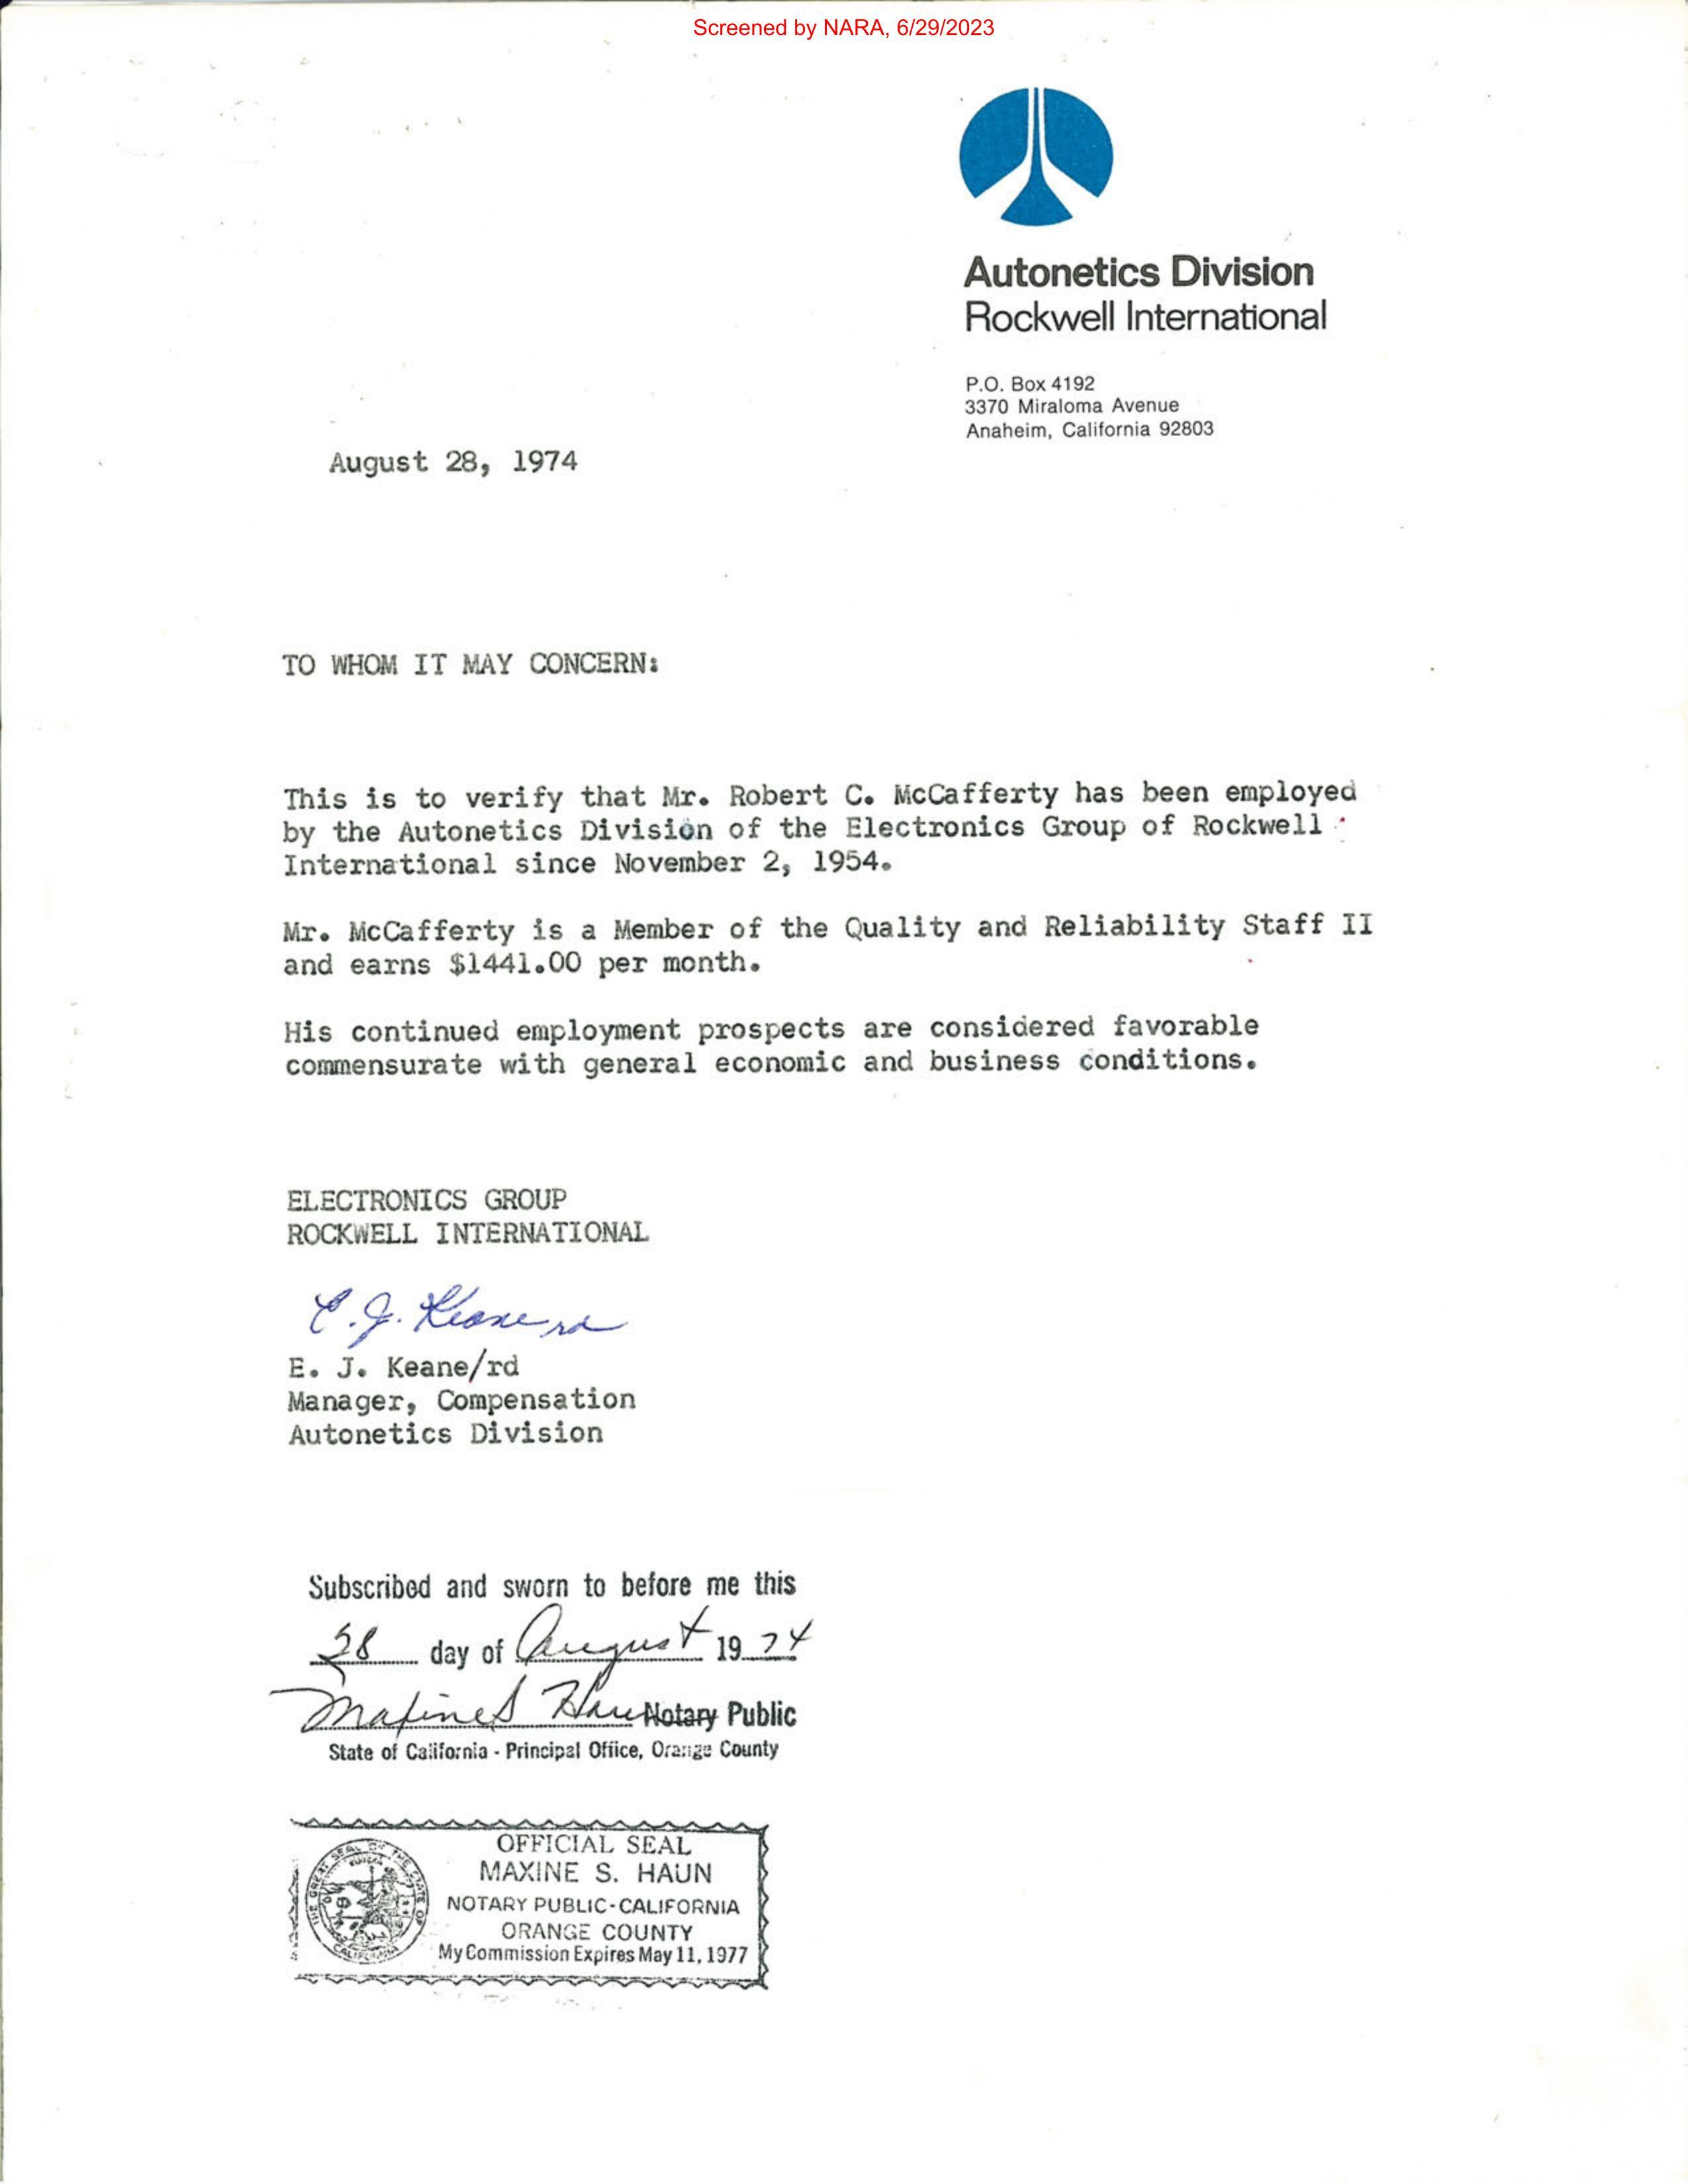 Screened by NARA, 6/29/2023
Autonetics Division
Rockwell International
P.O. Box 4192
3370 Miraloma Avenue
Anaheim, California 92803
August 28, 1974
TO WHOM IT MAY CONCERN:
This is to verify that Mr. Robert C. McCafferty has been employed
by the Autonetics Division of the Electronics Group of Rockwell
International since November 2, 1954.
Mr. McCafferty is a Member of the Quality and Reliability Staff II
and earns $1441.00 per month.
His continued employment prospects are considered favorable
commensurate with general economic and business conditions.
ELECTRONICS GROUP
ROCKWELL INTERNATIONAL
E. J. Keane rd
E. J. Keane/rd
Manager, Compensation
Autonetics Division
Subscribed and sworn to before me this
28 day of August 19 74
Maxine S Haun Notary Public
State of California - Principal Office, Orange County
OFFICIAL SEAL
MAXINE S. HAUN
NOTARY PUBLIC-CALIFORNIA
ORANGE COUNTY
My Commission Expires May 11, 1977
THE GREAT SEAL OF THE STATE OF CALIFORNIA
EUREKA